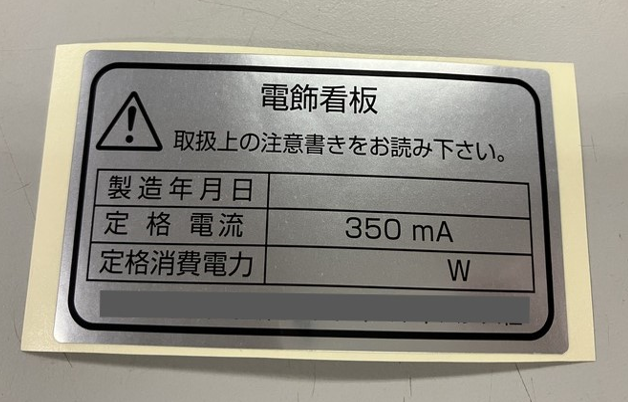 電飾看板
取扱上の注意書きをお読み下さい。
製造年月日
定格電流 350 mA
定格消費電力 W